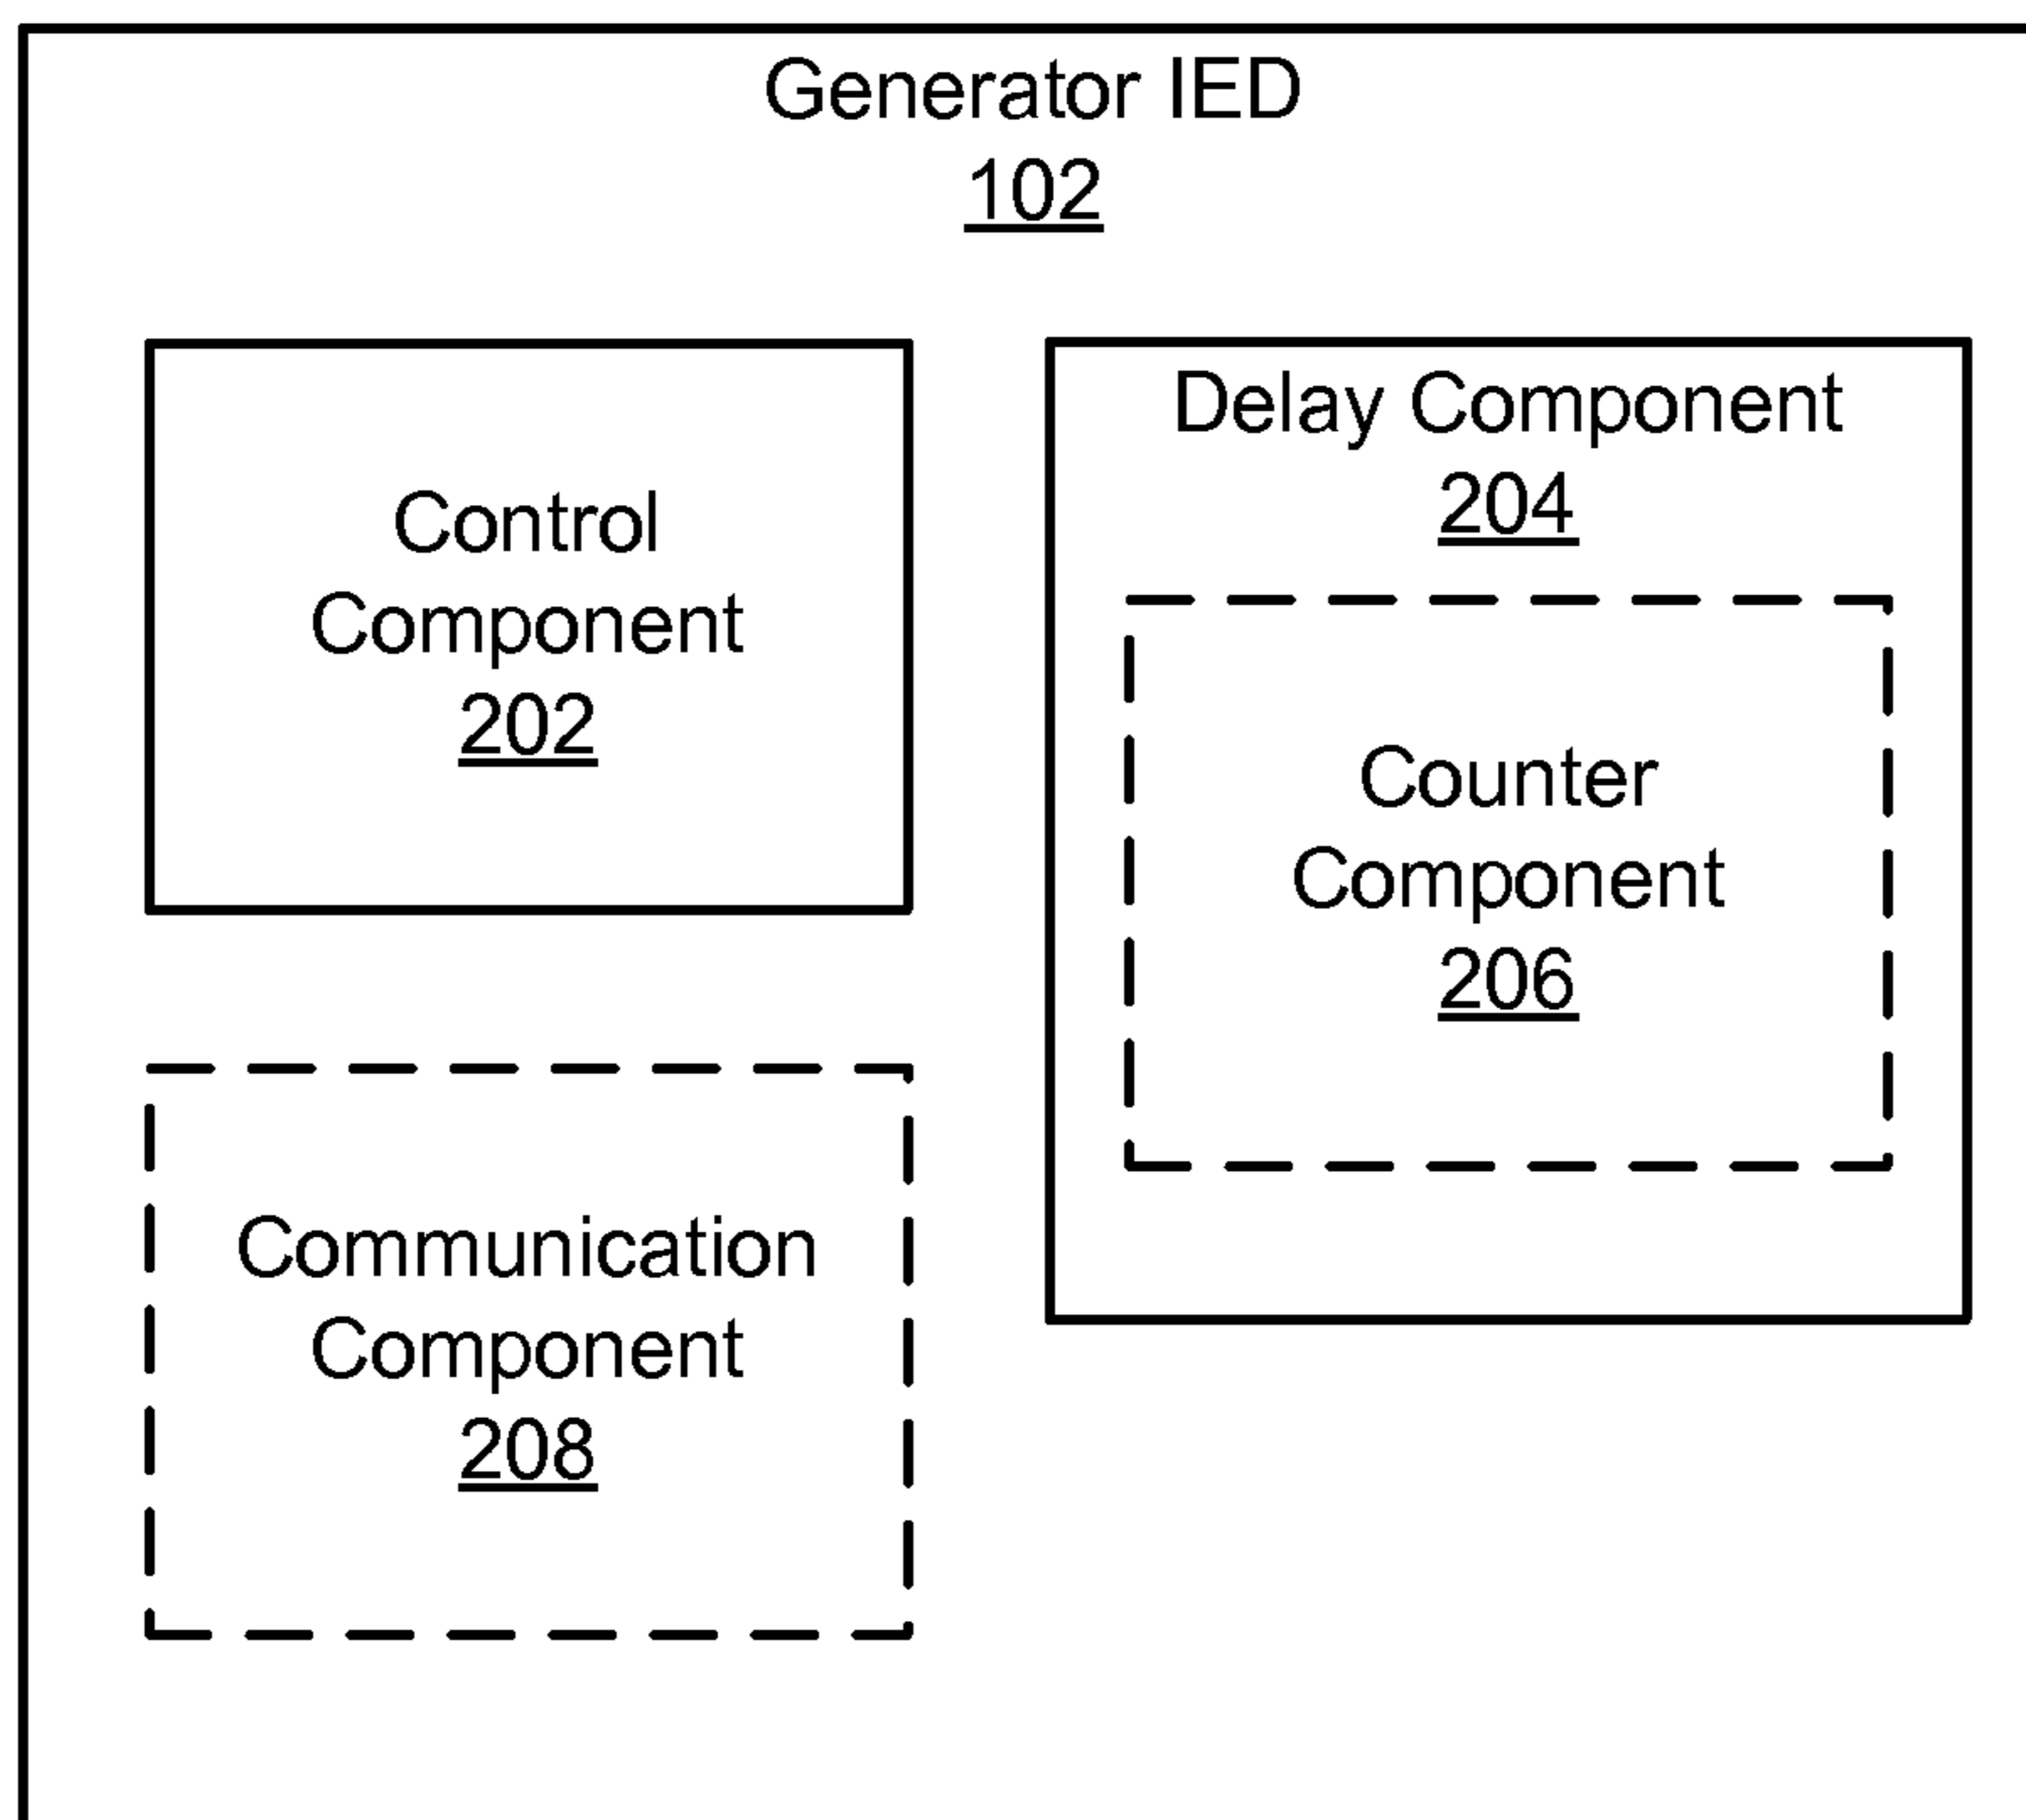 Generator IED
102
Control
Component
202
Delay Component
204
Counter
Component
206
Communication
Component
208